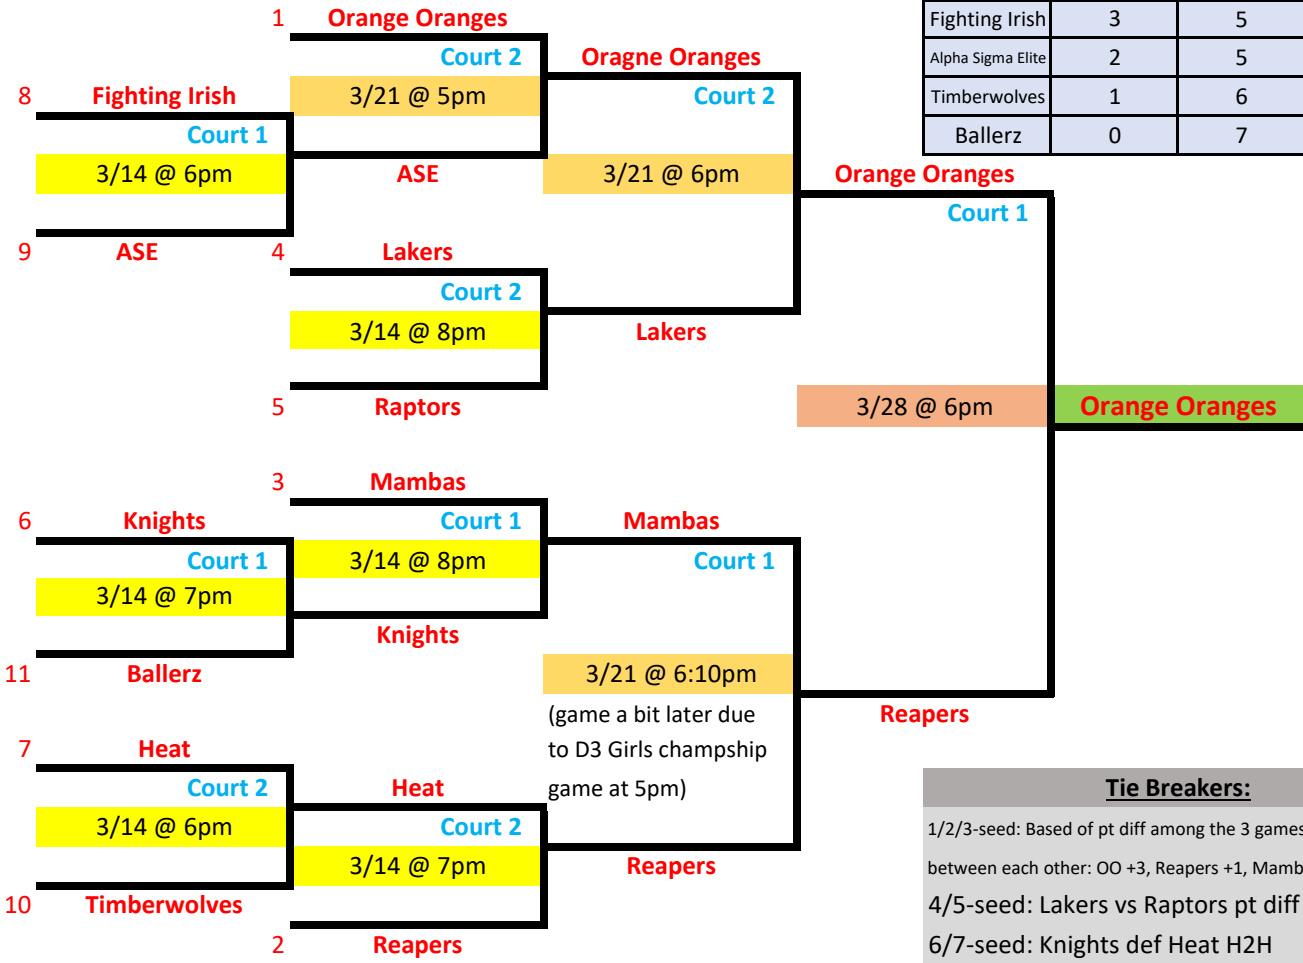 1 Orange Oranges
Fighting Irish 3 5
Court 2
Oragne Oranges
Alpha Sigma Elite 2 5
8 Fighting Irish
3/21 @ 5pm
Court 2
Timberwolves 1 6
Court 1
Ballerz 0 7
3/14 @ 6pm
ASE
3/21 @ 6pm
Orange Oranges
Court 1
9 ASE
4 Lakers
Court 2
3/14 @ 8pm
Lakers
5 Raptors
3/28 @ 6pm
Orange Oranges
3 Mambas
6 Knights
Court 1
Mambas
Court 1
3/14 @ 8pm
Court 1
3/14 @ 7pm
Knights
11 Ballerz
3/21 @ 6:10pm
(game a bit later due
to D3 Girls champship
game at 5pm)
Reapers
7 Heat
Court 2
Heat
3/14 @ 6pm
Court 2
3/14 @ 7pm
Reapers
10 Timberwolves
2 Reapers
Tie Breakers:
1/2/3-seed: Based of pt diff among the 3 games
between each other: OO +3, Reapers +1, Mamb
4/5-seed: Lakers vs Raptors pt diff
6/7-seed: Knights def Heat H2H